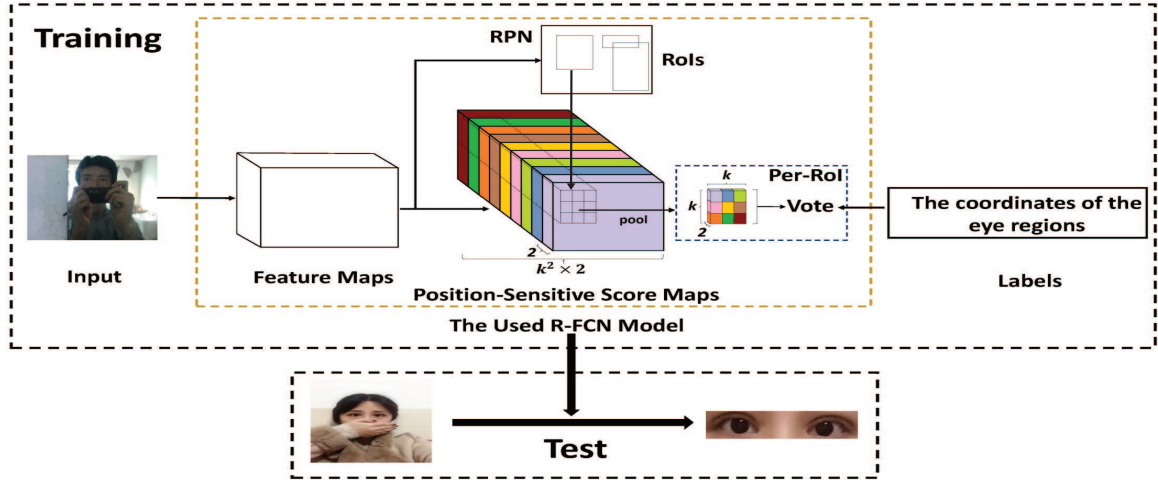 Training
RPN
RoIs
Per-RoI
k
k
Vote
2
pool
The coordinates of the
eye regions
2
k² × 2
Input
Feature Maps
Position-Sensitive Score Maps
Labels
The Used R-FCN Model
Test